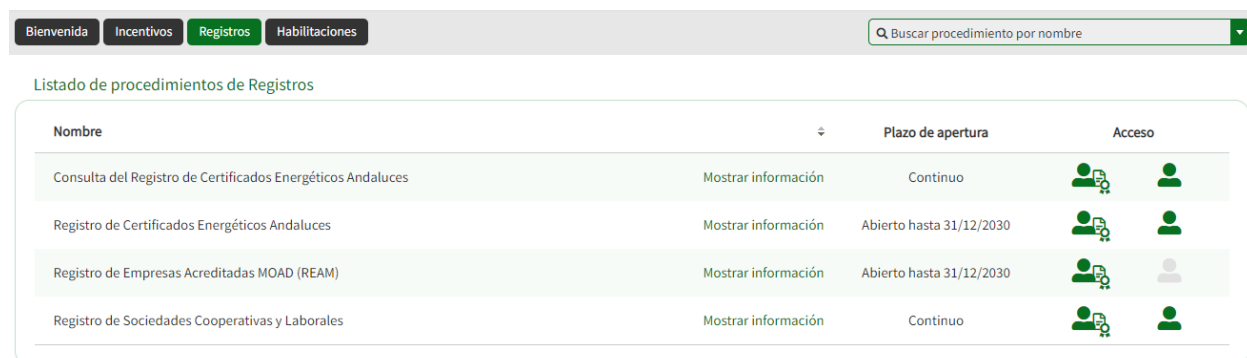 Bienvenida Incentivos Registros Habilitaciones Buscar procedimiento por nombre
Listado de procedimientos de Registros
Nombre Plazo de apertura Acceso
Consulta del Registro de Certificados Energéticos Andaluces Mostrar información Continuo
Registro de Certificados Energéticos Andaluces Mostrar información Abierto hasta 31/12/2030
Registro de Empresas Acreditadas MOAD (REAM) Mostrar información Abierto hasta 31/12/2030
Registro de Sociedades Cooperativas y Laborales Mostrar información Continuo